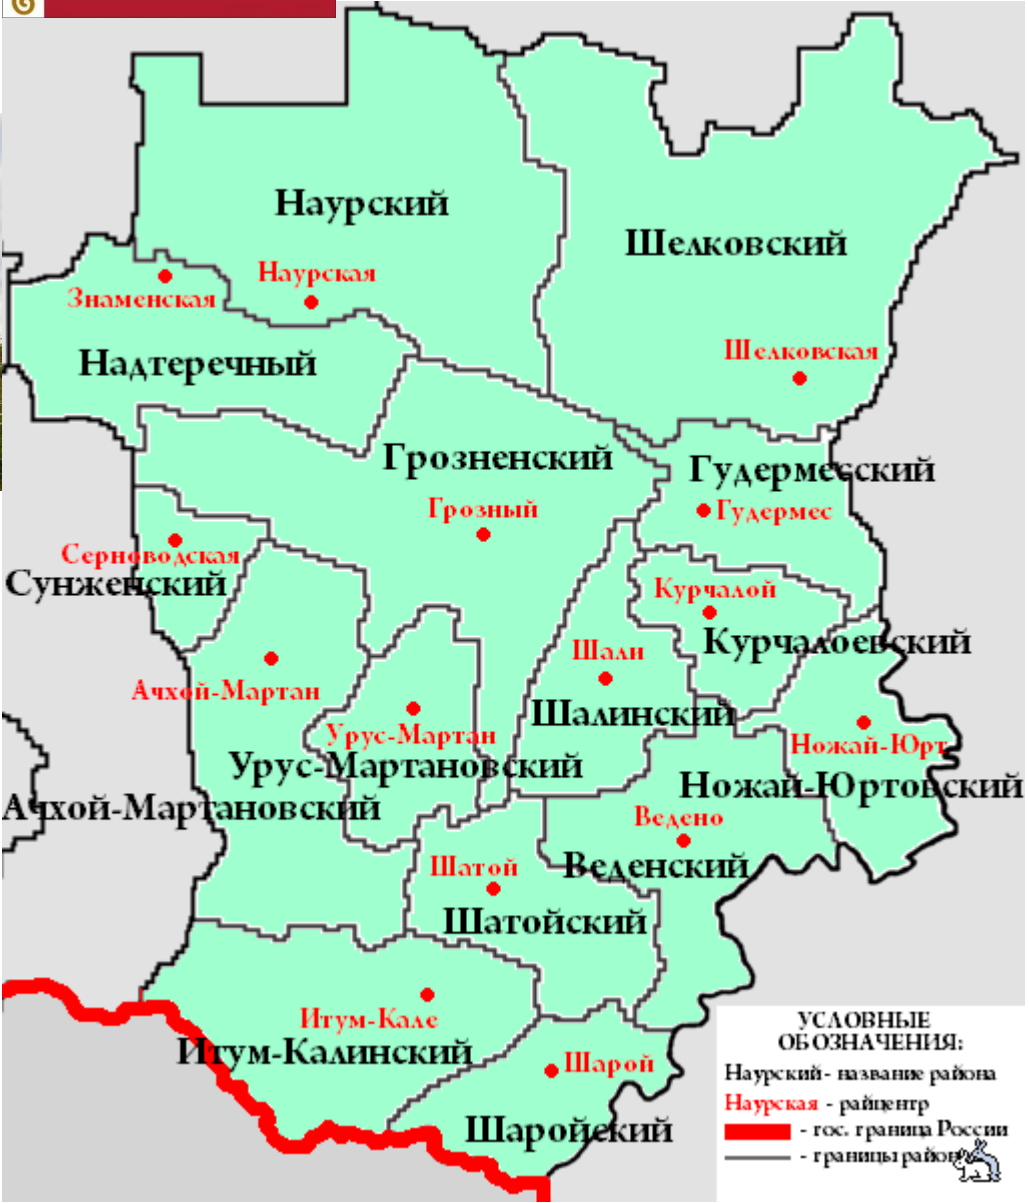 Наурский
Шелковский
Наурская
Знаменская
Шелковская
Надтеречный
Грозненский
Гудермесский
Грозный
Гудермес
Серноводская
Сунженский
Курчалой
Курчалоевский
Шали
Ачхой-Мартан
Шалинский
Урус-Мартан
Ножай-Юрт
Урус-Мартановский
Ножай-Юртовский
Ачхой-Мартановский
Ведено
Шатой
Веденский
Шатойский
Итум-Кале
Итум-Калинский
Шарой
Шаройский
УСЛОВНЫЕ
ОБОЗНАЧЕНИЯ:
Наурский - название района
Наурская - райцентр
- гос. граница России
- границы район